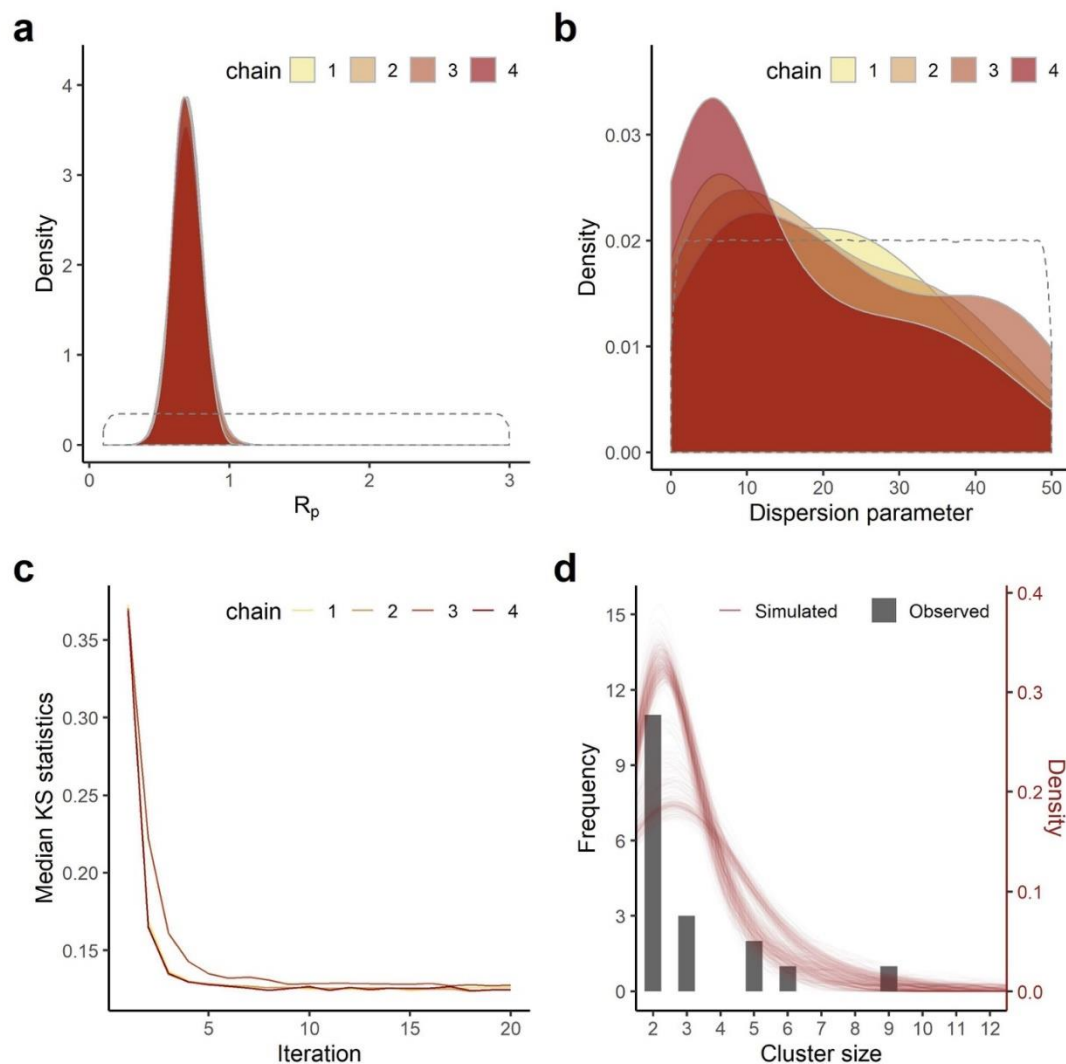 a
chain 1 2 3 4
4
3
2
1
0
Density
0 1 2 3
Rₚ
b
chain 1 2 3 4
0.03
0.02
0.01
0.00
Density
0 10 20 30 40 50
Dispersion parameter
c
chain 1 2 3 4
0.35
0.30
0.25
0.20
0.15
Median KS statistics
5 10 15 20
Iteration
d
Simulated Observed
15
12
9
6
3
0
Frequency
0.4
0.3
0.2
0.1
0.0
Density
2 3 4 5 6 7 8 9 10 11 12
Cluster size